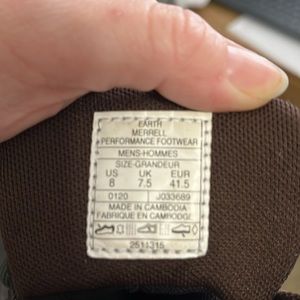 EARTH
MERRELL
PERFORMANCE FOOTWEAR
MENS-HOMMES
SIZE-GRANDEUR
US UK EUR
8 7.5 41.5
0120 J033689
MADE IN CAMBODIA
FABRIQUE EN CAMBODGE
2511315